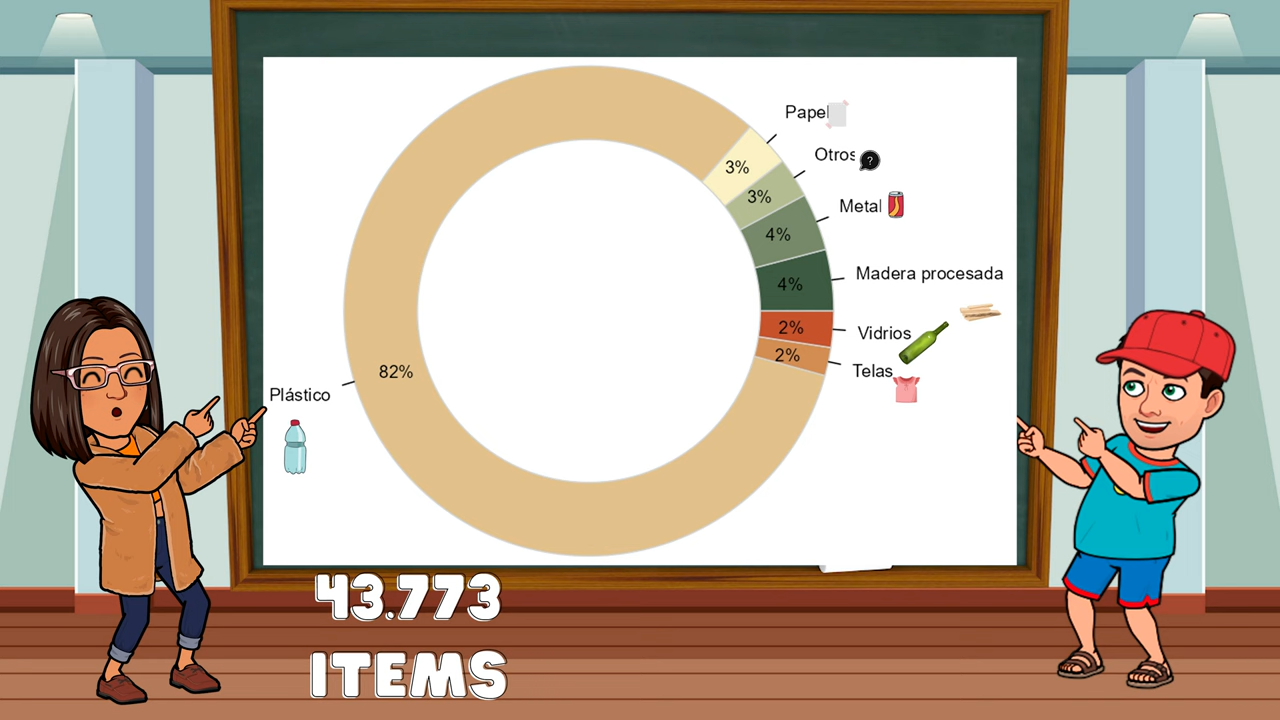 Papel
3%
Otros
3%
Metal
4%
Madera procesada
4%
Vidrios
2%
Telas
2%
Plástico
82%
?
43.773
ITEMS